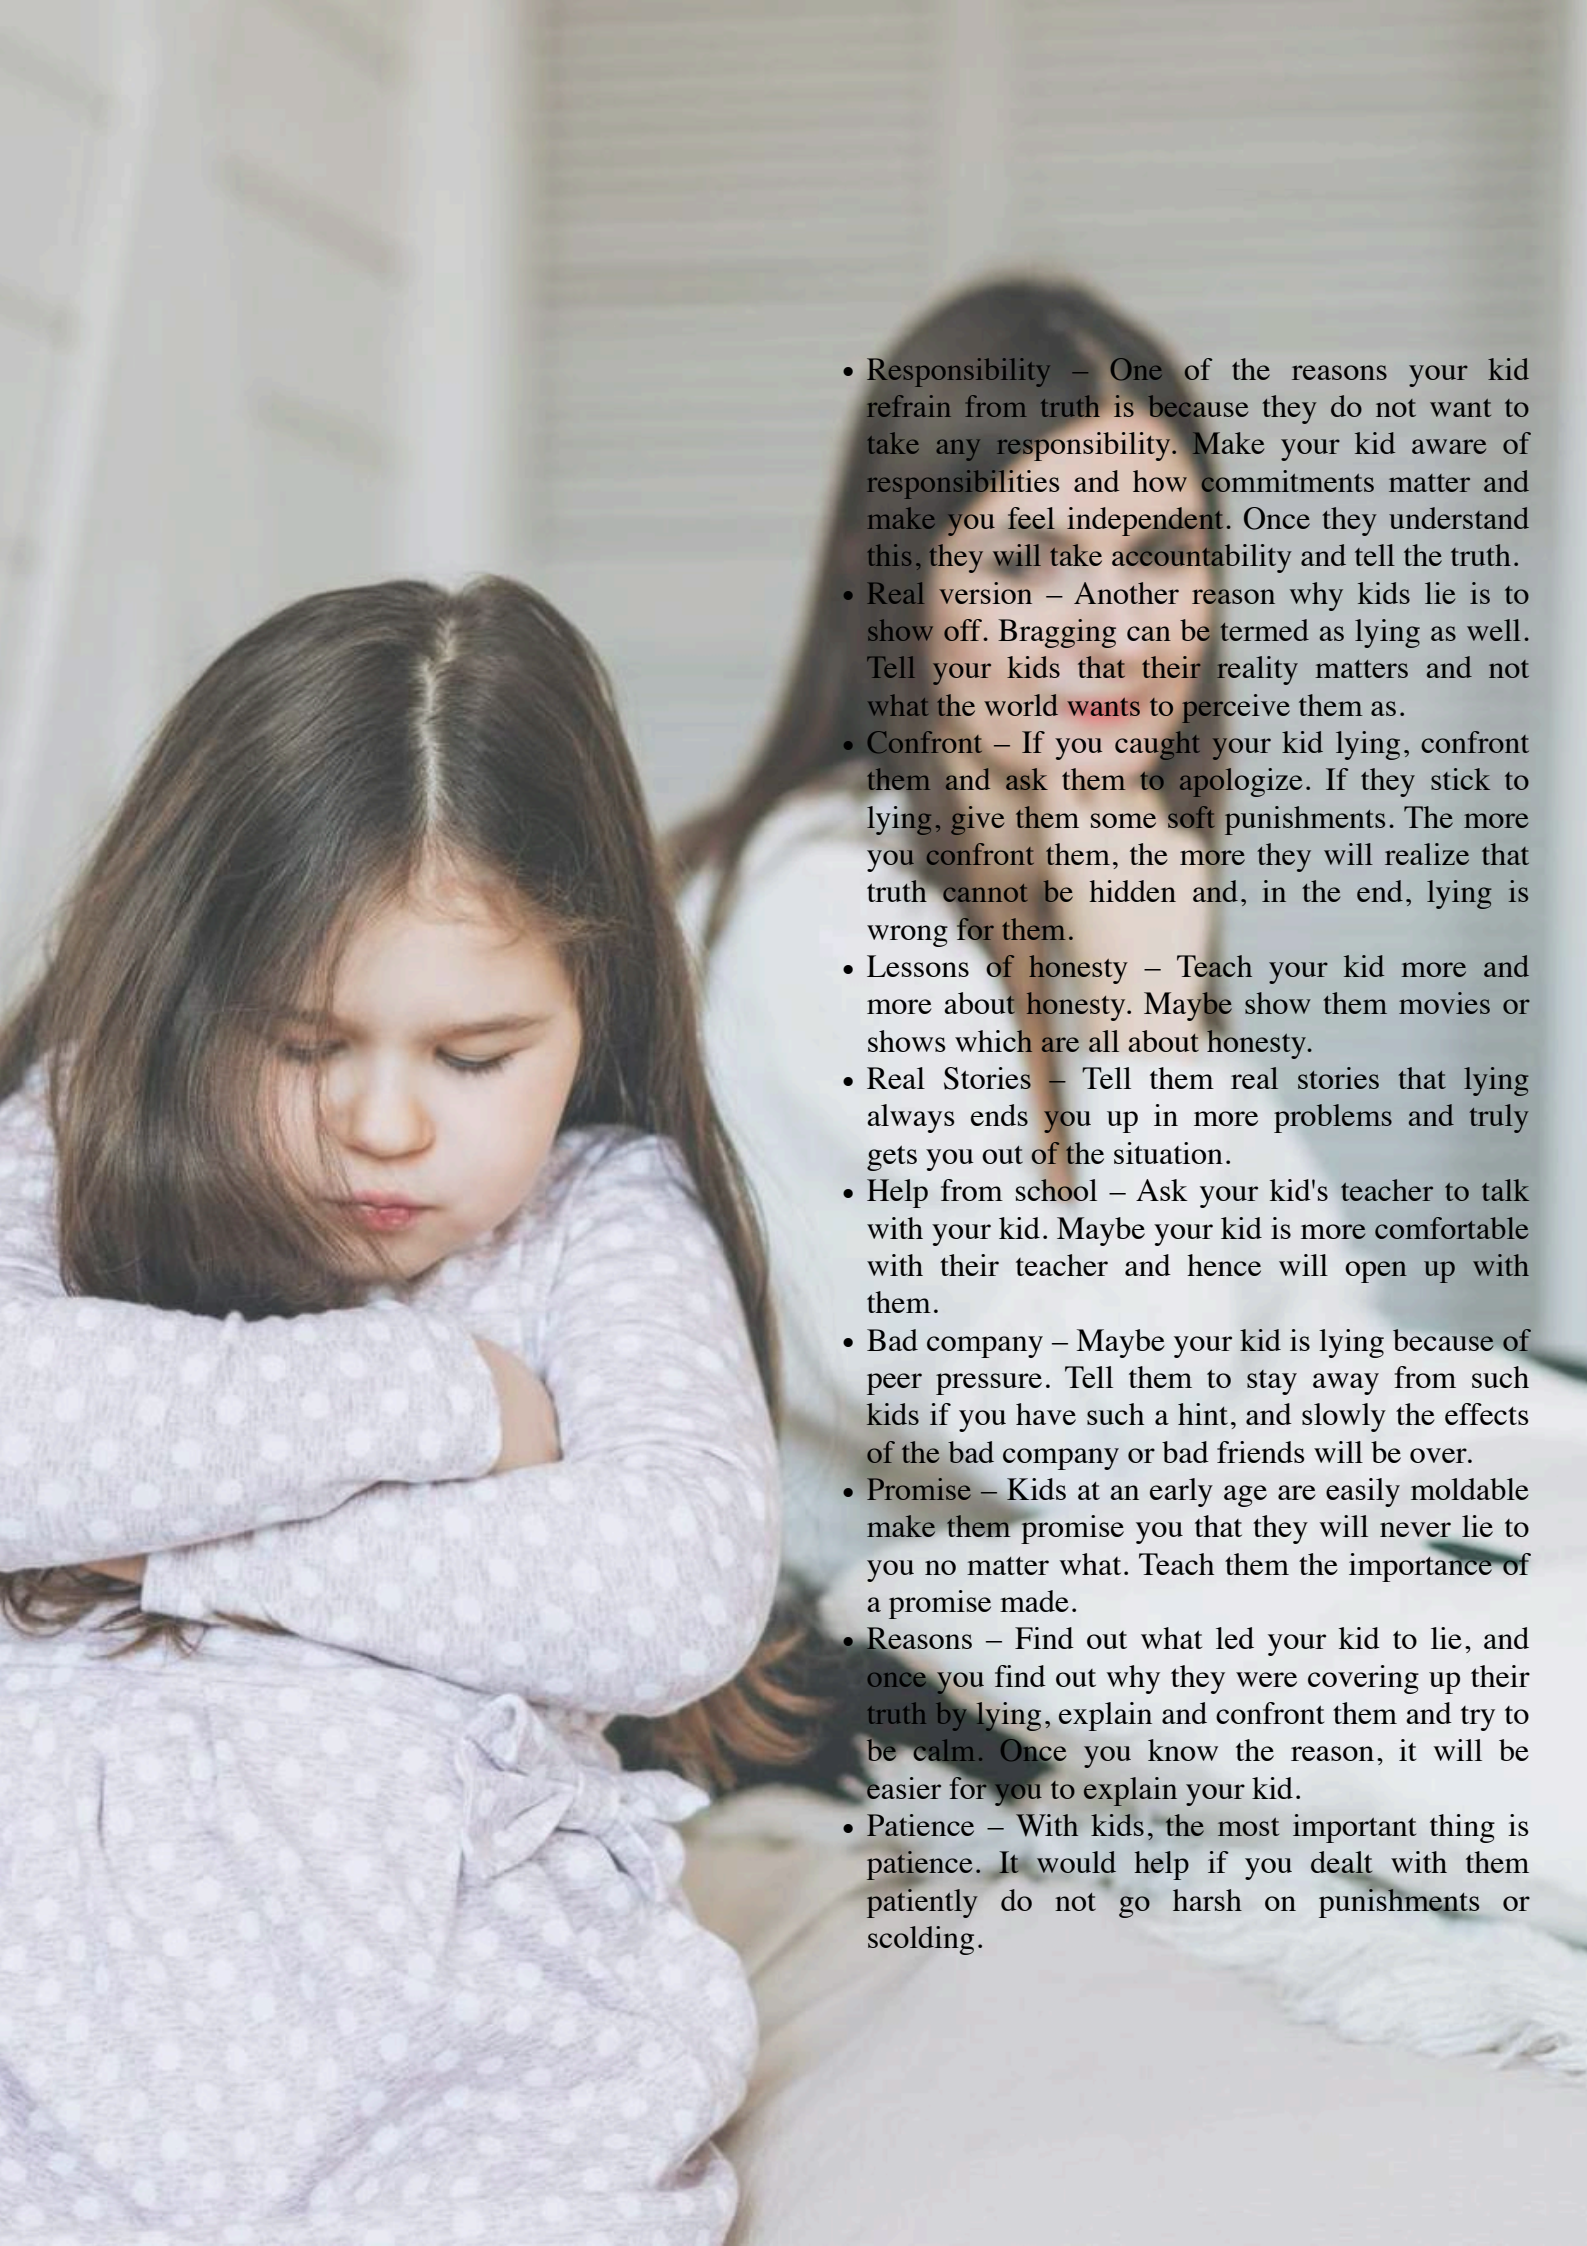 • Responsibility – One of the reasons your kid
refrain from truth is because they do not want to
take any responsibility. Make your kid aware of
responsibilities and how commitments matter and
make you feel independent. Once they understand
this, they will take accountability and tell the truth.
• Real version – Another reason why kids lie is to
show off. Bragging can be termed as lying as well.
Tell your kids that their reality matters and not
what the world wants to perceive them as.
• Confront – If you caught your kid lying, confront
them and ask them to apologize. If they stick to
lying, give them some soft punishments. The more
you confront them, the more they will realize that
truth cannot be hidden and, in the end, lying is
wrong for them.
• Lessons of honesty – Teach your kid more and
more about honesty. Maybe show them movies or
shows which are all about honesty.
• Real Stories – Tell them real stories that lying
always ends you up in more problems and truly
gets you out of the situation.
• Help from school – Ask your kid's teacher to talk
with your kid. Maybe your kid is more comfortable
with their teacher and hence will open up with
them.
• Bad company – Maybe your kid is lying because of
peer pressure. Tell them to stay away from such
kids if you have such a hint, and slowly the effects
of the bad company or bad friends will be over.
• Promise – Kids at an early age are easily moldable
make them promise you that they will never lie to
you no matter what. Teach them the importance of
a promise made.
• Reasons – Find out what led your kid to lie, and
once you find out why they were covering up their
truth by lying, explain and confront them and try to
be calm. Once you know the reason, it will be
easier for you to explain your kid.
• Patience – With kids, the most important thing is
patience. It would help if you dealt with them
patiently do not go harsh on punishments or
scolding.